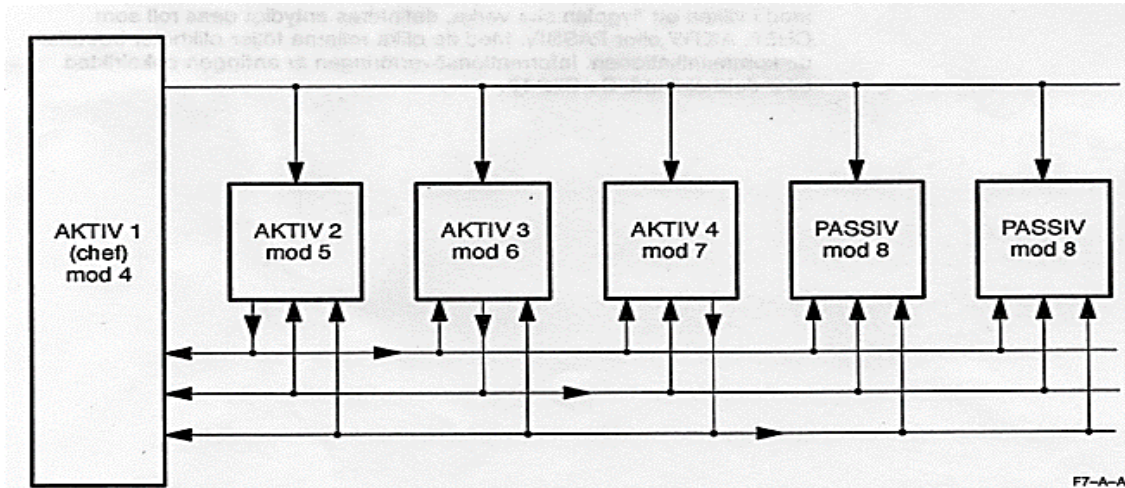 AKTIV 1
(chef)
mod 4
AKTIV 2
mod 5
AKTIV 3
mod 6
AKTIV 4
mod 7
PASSIV
mod 8
PASSIV
mod 8
F7-A-A